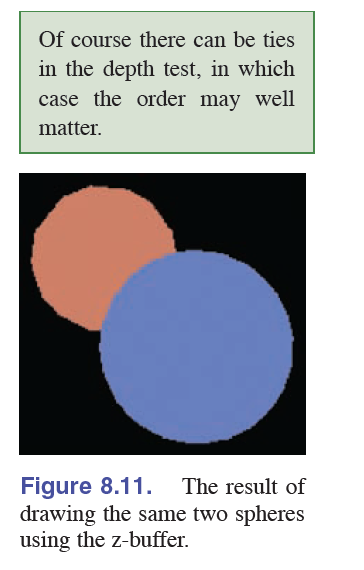 Of course there can be ties
in the depth test, in which
case the order may well
matter.
Figure 8.11. The result of
drawing the same two spheres
using the z-buffer.